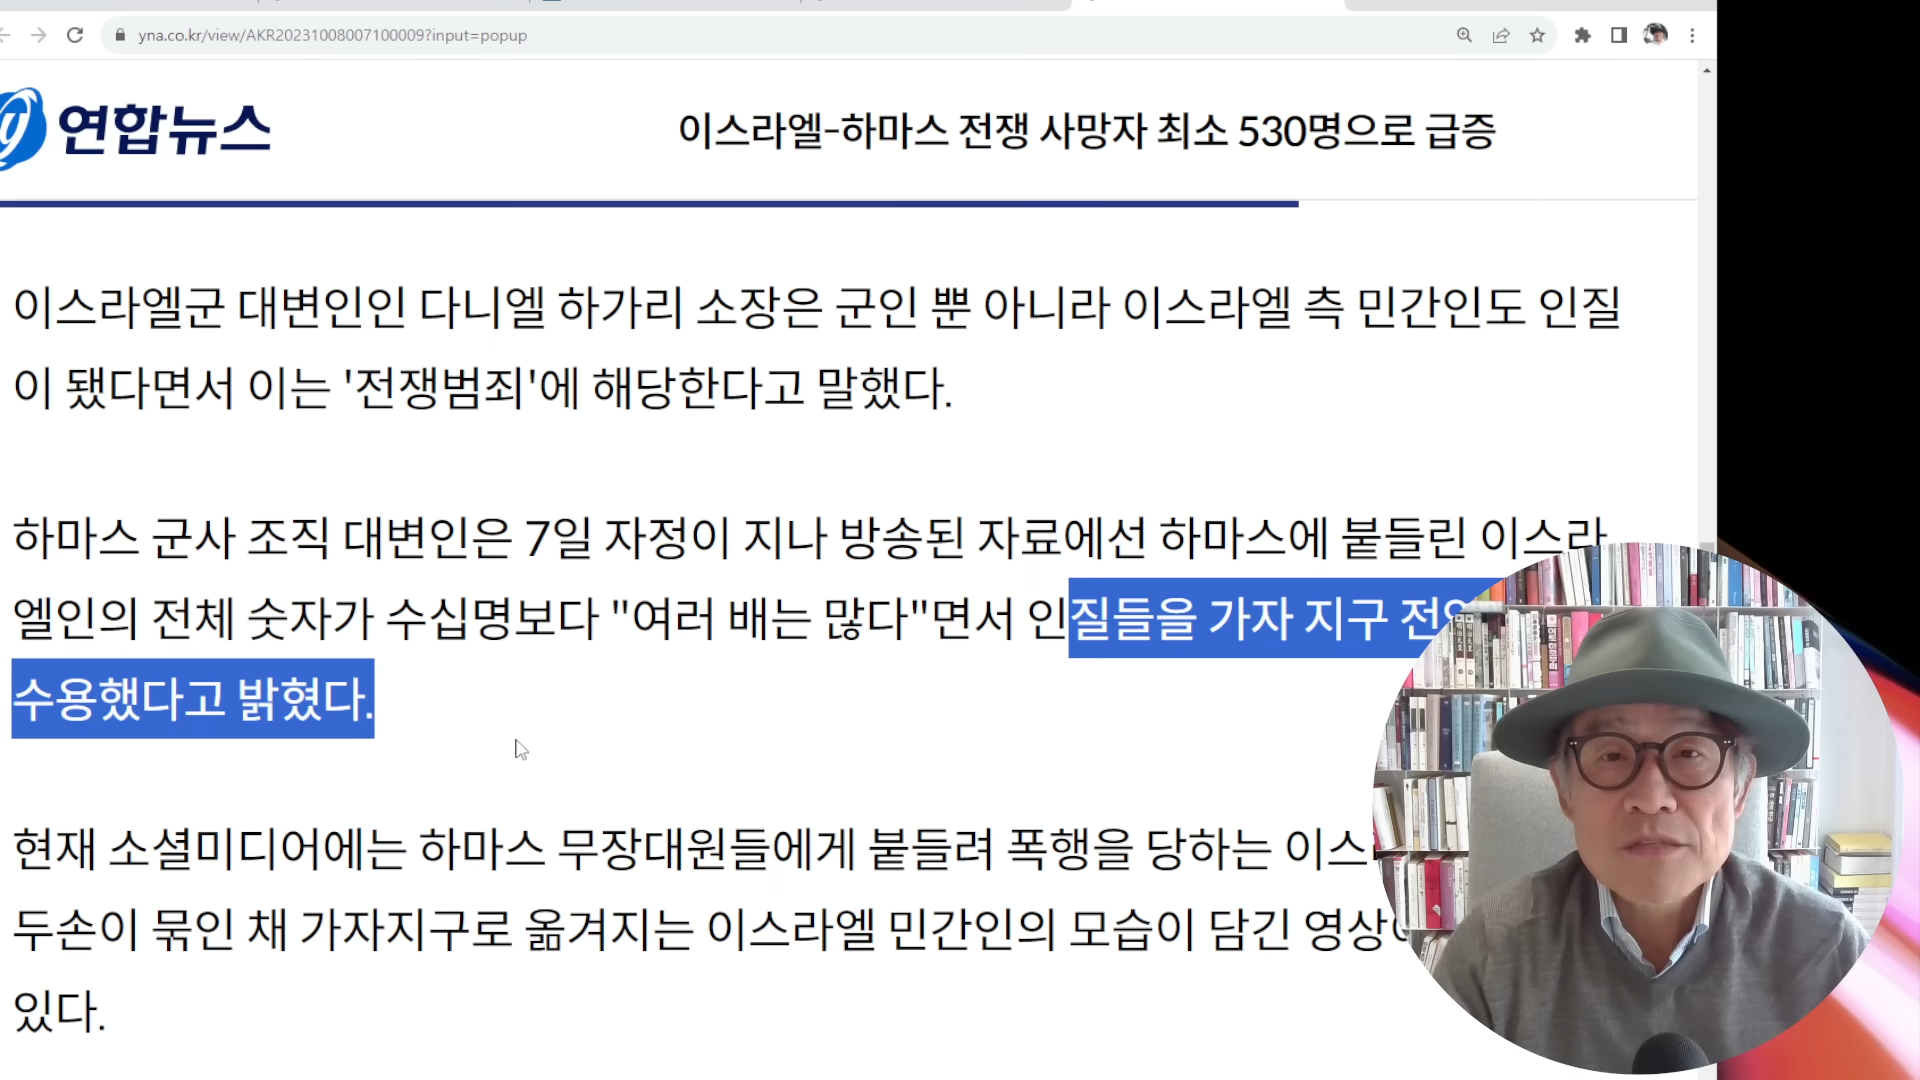 yna.co.kr/view/AKR20231008007100009?input=popup
연합뉴스
이스라엘-하마스 전쟁 사망자 최소 530명으로 급증
이스라엘군 대변인인 다니엘 하가리 소장은 군인 뿐 아니라 이스라엘 측 민간인도 인질
이 됐다면서 이는 '전쟁범죄'에 해당한다고 말했다.
하마스 군사 조직 대변인은 7일 자정이 지나 방송된 자료에선 하마스에 붙들린 이스라
엘인의 전체 숫자가 수십명보다 "여러 배는 많다"면서 인질들을 가자 지구
수용했다고 밝혔다.
현재 소셜미디어에는 하마스 무장대원들에게 붙들려 폭행을 당하는
두손이 묶인 채 가자지구로 옮겨지는 이스라엘 민간인의 모습이 담긴
있다.